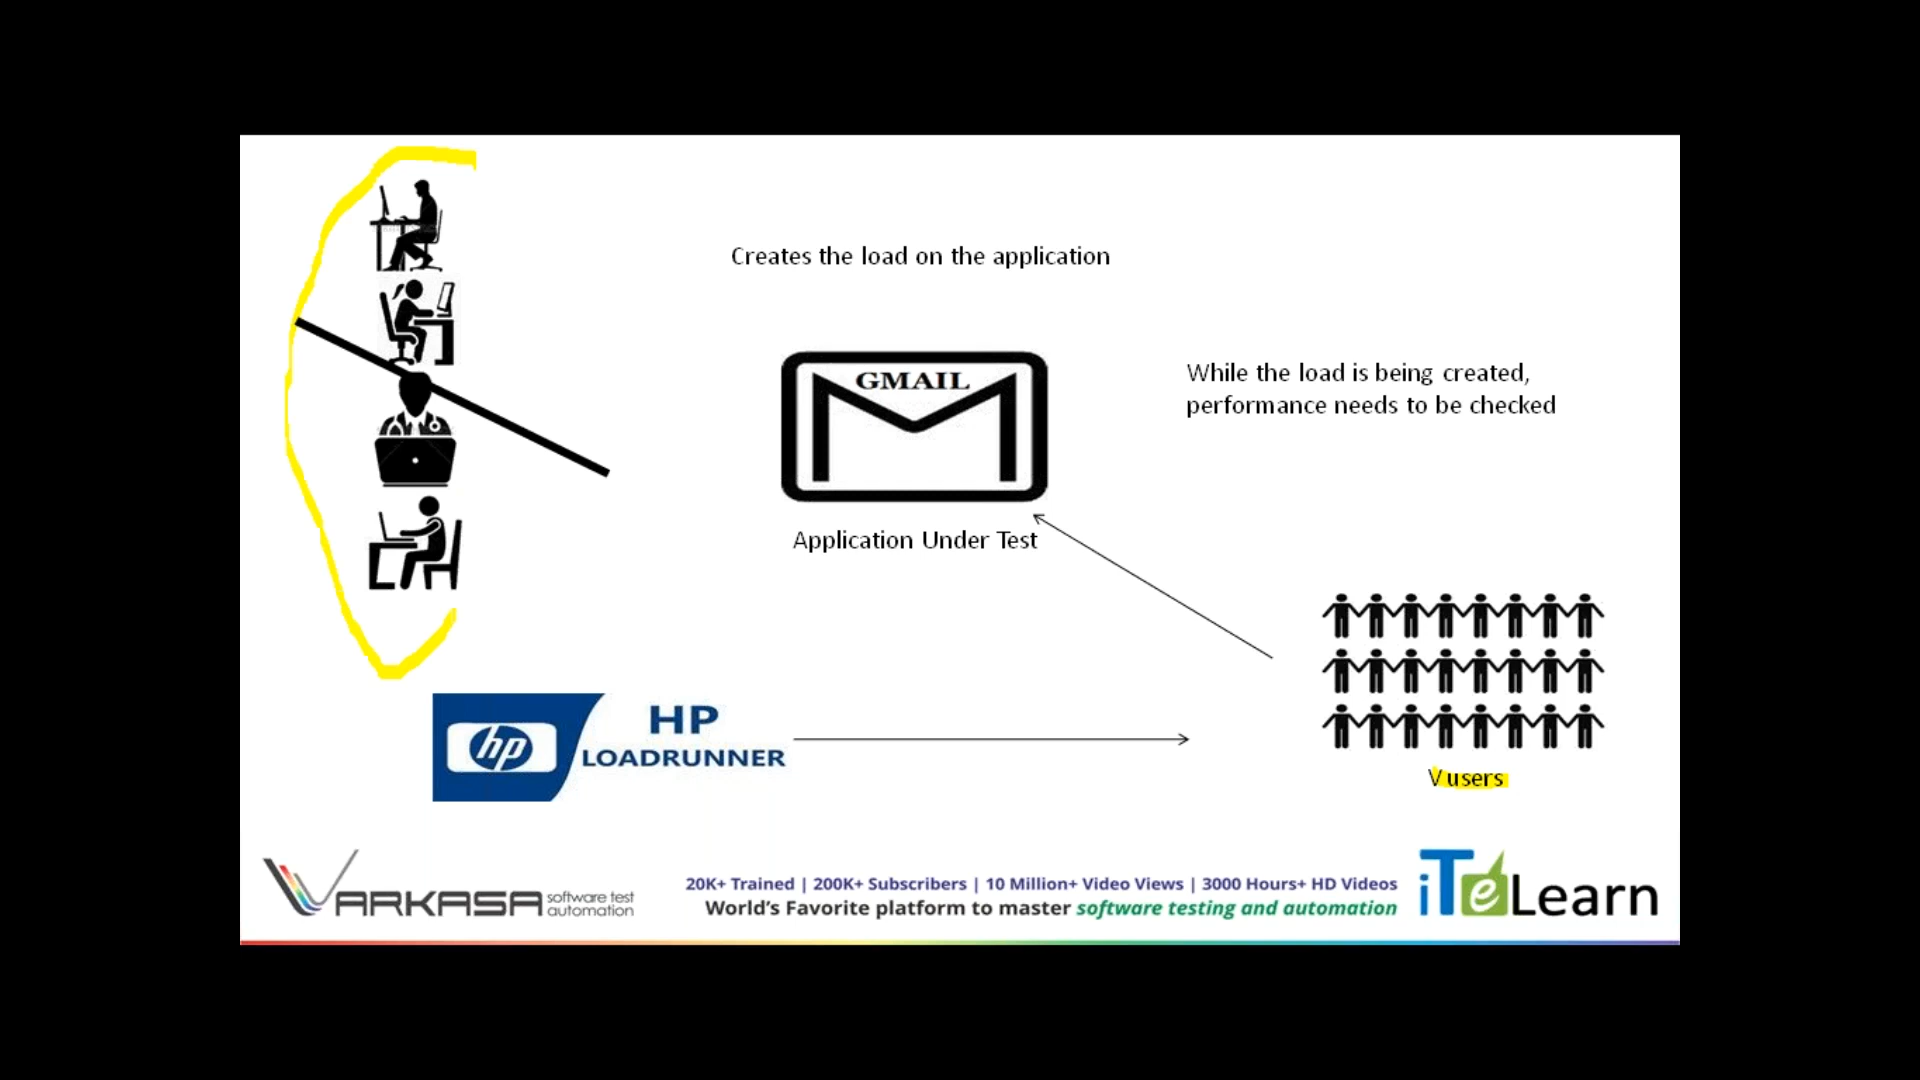 Creates the load on the application
GMAIL
While the load is being created,
performance needs to be checked
Application Under Test
hp
HP
LOADRUNNER
Vusers
VARKASA software test
automation
20K+ Trained | 200K+ Subscribers | 10 Million+ Video Views | 3000 Hours+ HD Videos
World's Favorite platform to master software testing and automation
iTeLearn